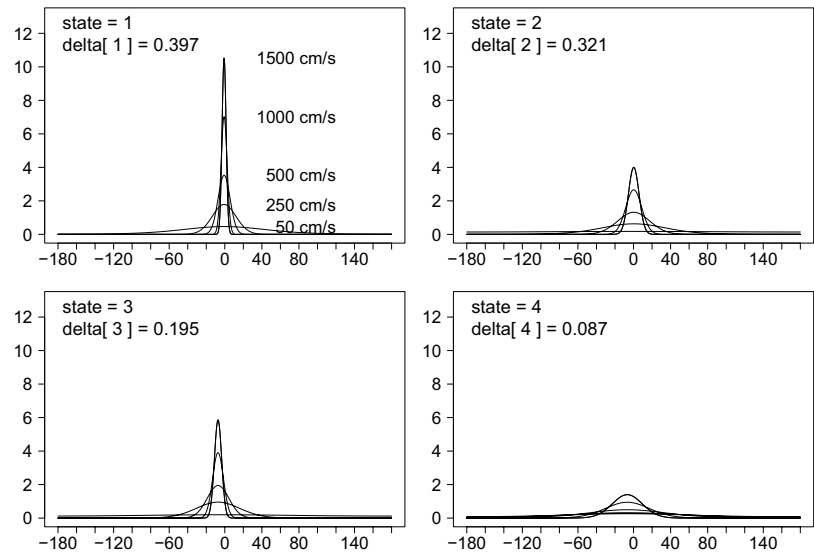 state = 1
delta[ 1 ] = 0.397
1500 cm/s
1000 cm/s
500 cm/s
250 cm/s
50 cm/s
12
10
8
6
4
2
0
−180 −120 −60 0 40 80 140
state = 2
delta[ 2 ] = 0.321
12
10
8
6
4
2
0
−180 −120 −60 0 40 80 140
state = 3
delta[ 3 ] = 0.195
12
10
8
6
4
2
0
−180 −120 −60 0 40 80 140
state = 4
delta[ 4 ] = 0.087
12
10
8
6
4
2
0
−180 −120 −60 0 40 80 140